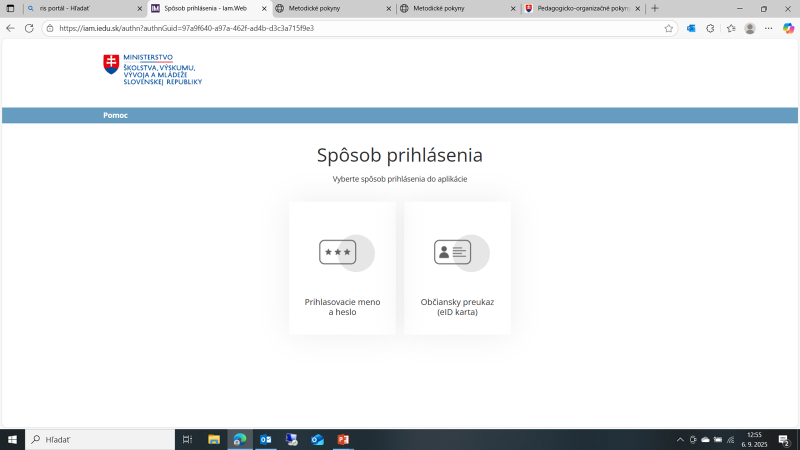 ris portál - Hľadať
Spôsob prihlásenia - Iam.Web
Metodické pokyny
Metodické pokyny
Pedagogicko-organizačné pokyny
https://iam.iedu.sk/authn?authnGuid=97a9f640-a97a-462f-ad4b-d3c3a715f9e3
MINISTERSTVO
ŠKOLSTVA, VÝSKUMU,
VÝVOJA A MLÁDEŽE
SLOVENSKEJ REPUBLIKY
Pomoc
Spôsob prihlásenia
Vyberte spôsob prihlásenia do aplikácie
Prihlasovacie meno
a heslo
Občiansky preukaz
(eID karta)
Hľadať
12:55
6. 9. 2025
2